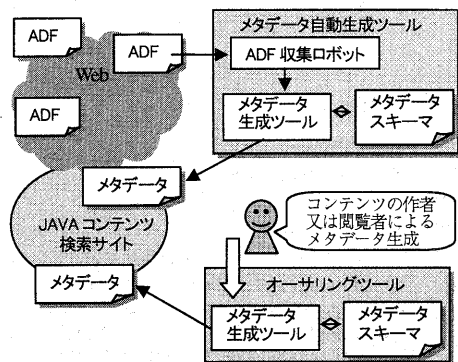 ADF
ADF
Web
ADF
メタデータ自動生成ツール
ADF 収集ロボット
メタデータ
生成ツール
メタデータ
スキーマ
メタデータ
JAVA コンテンツ
検索サイト
メタデータ
コンテンツの作者
又は閲覧者による
メタデータ生成
オーサリングツール
メタデータ
生成ツール
メタデータ
スキーマ